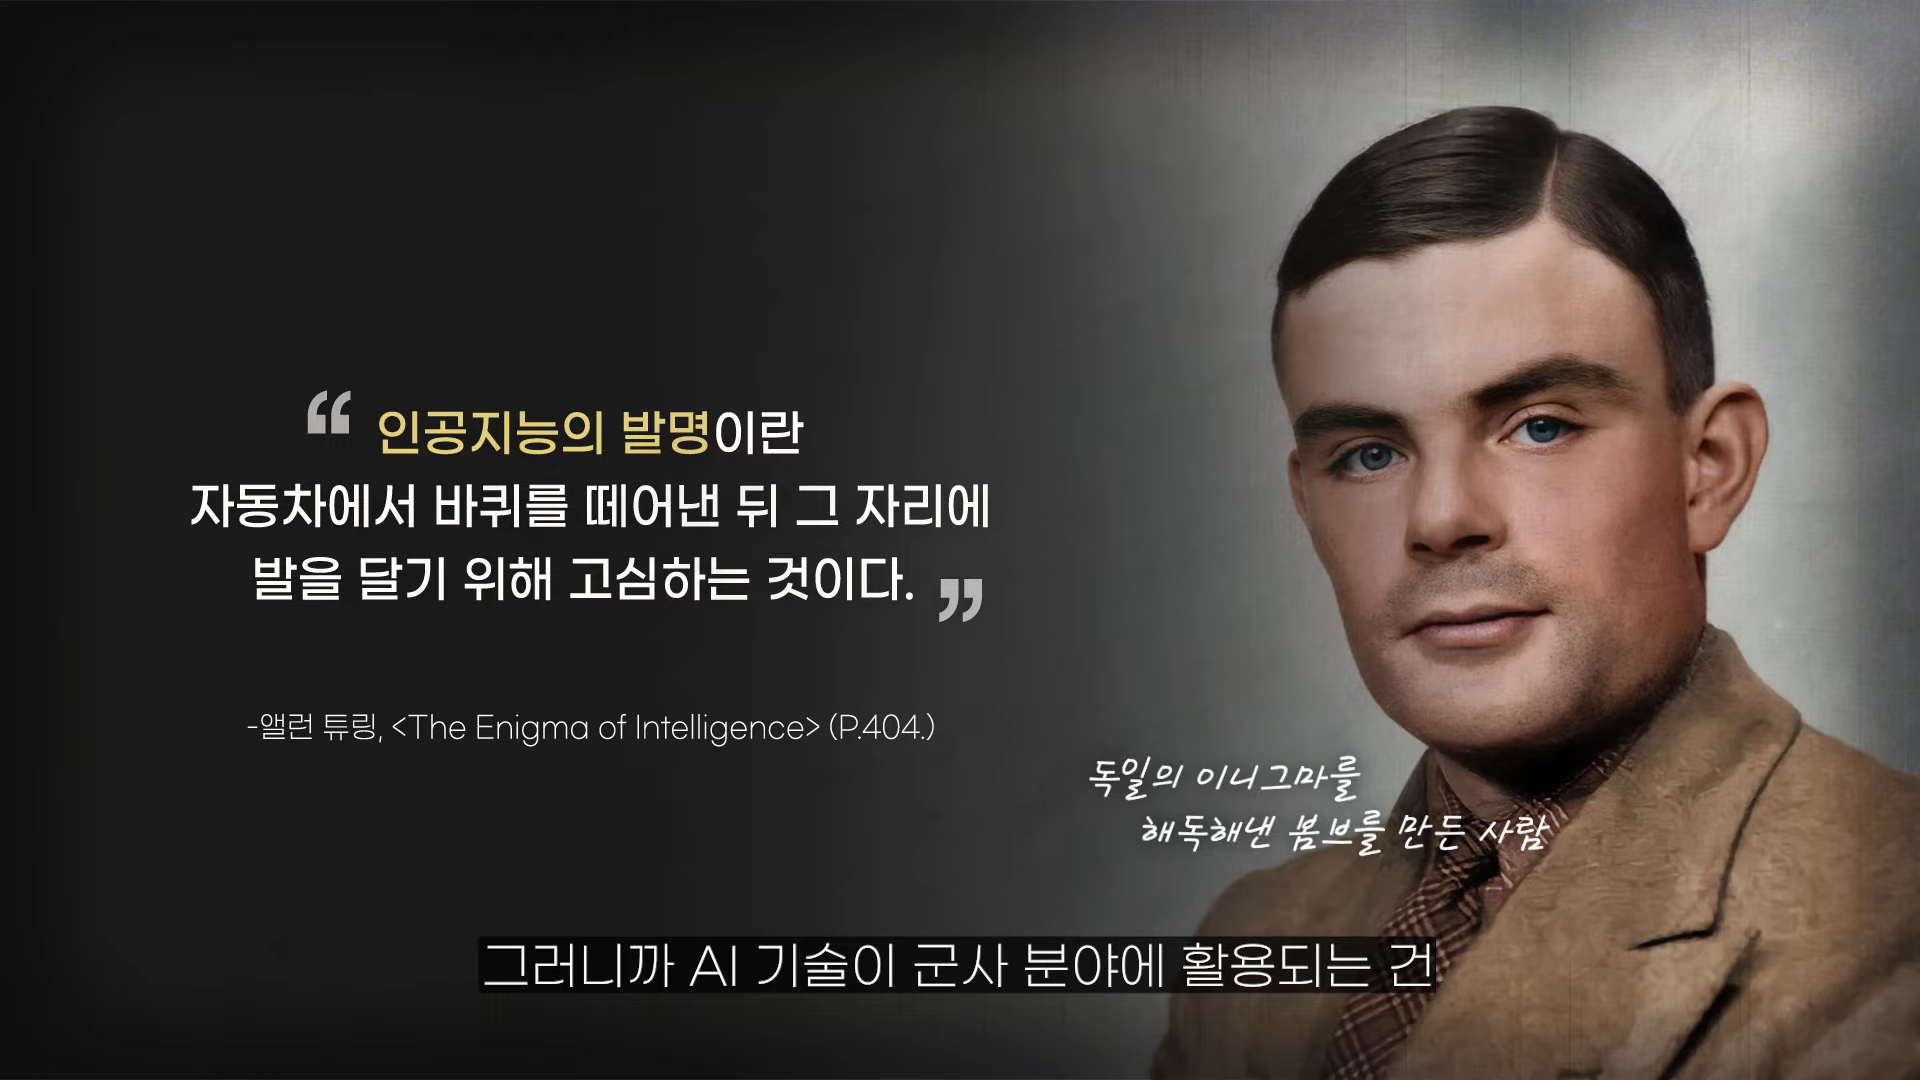 “ 인공지능의 발명이란
자동차에서 바퀴를 떼어낸 뒤 그 자리에
발을 달기 위해 고심하는 것이다. ”
-앨런 튜링, <The Enigma of Intelligence> (P.404.)
독일의 이니그마를
해독해낸 봄브를 만든 사람
그러니까 AI 기술이 군사 분야에 활용되는 건